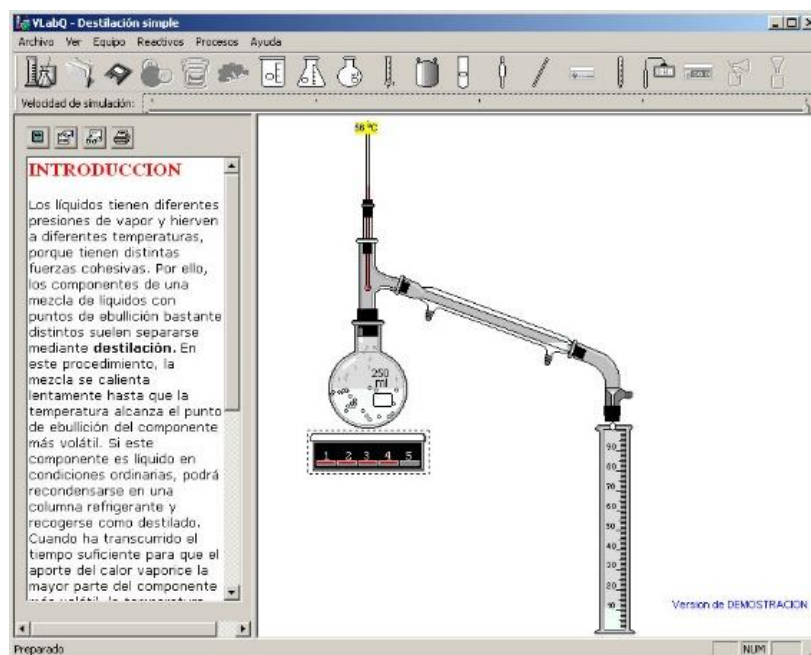 VLabQ - Destilación simple
Archivo Ver Equipo Reactivos Procesos Ayuda
Velocidad de simulación:
INTRODUCCION
Los líquidos tienen diferentes
presiones de vapor y hierven
a diferentes temperaturas,
porque tienen distintas
fuerzas cohesivas. Por ello,
los componentes de una
mezcla de líquidos con
puntos de ebullición bastante
distintos suelen separarse
mediante destilación. En
este procedimiento, la
mezcla se calienta
lentamente hasta que la
temperatura alcanza el punto
de ebullición del componente
más volátil. Si este
componente es líquido en
condiciones ordinarias, podrá
recondensarse en una
columna refrigerante y
recogerse como destilado.
Cuando ha transcurrido el
tiempo suficiente para que el
aporte del calor vaporice la
mayor parte del componente
más volátil, la temperatura
56 ºC
250
ml
1 2 3 4 5
90
80
70
60
50
40
30
20
10
Version de DEMOSTRACION
Preparado
NUM